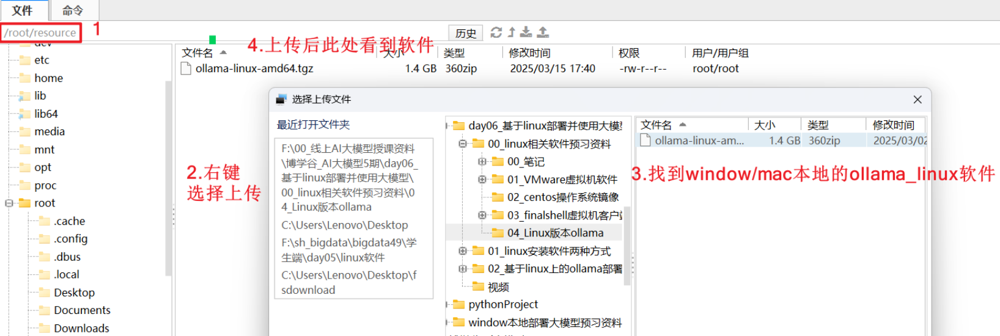 文件 命令
/root/resource 1
历史
4.上传后此处看到软件
文件名 大小 类型 修改时间 权限 用户/用户组
ollama-linux-amd64.tgz 1.4 GB 360zip 2025/03/15 17:40 -rw-r--r-- root/root
dev
etc
home
lib
lib64
media
mnt
opt
proc
root
.cache
.config
.dbus
.local
Desktop
Documents
Downloads
2.右键
选择上传
选择上传文件
最近打开文件夹
F:\00_线上AI大模型授课资料
\博学谷_AI大模型5期\day06_
基于linux部署并使用大模型\
00_linux相关软件预习资料\0
4_Linux版本ollama
C:\Users\Lenovo\Desktop
F:\sh_bigdata\bigdata49\学
生端\day05\linux软件
C:\Users\Lenovo\Desktop\f
sdownload
day06_基于linux部署并使用大模型
00_linux相关软件预习资料
00_笔记
01_VMware虚拟机软件
02_centos操作系统镜像
03_finalshell虚拟机客户端
04_Linux版本ollama
01_linux安装软件两种方式
02_基于linux上的ollama部署
视频
pythonProject
window本地部署大模型预习资料
文件名 大小 类型 修改时间
ollama-linux-am... 1.4 GB 360zip 2025/03/02
3.找到window/mac本地的ollama_linux软件